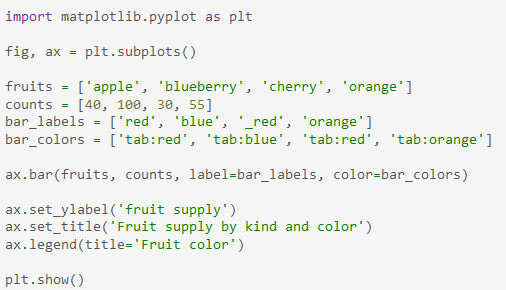 import matplotlib.pyplot as plt
fig, ax = plt.subplots()
fruits = ['apple', 'blueberry', 'cherry', 'orange']
counts = [40, 100, 30, 55]
bar_labels = ['red', 'blue', '_red', 'orange']
bar_colors = ['tab:red', 'tab:blue', 'tab:red', 'tab:orange']
ax.bar(fruits, counts, label=bar_labels, color=bar_colors)
ax.set_ylabel('fruit supply')
ax.set_title('Fruit supply by kind and color')
ax.legend(title='Fruit color')
plt.show()